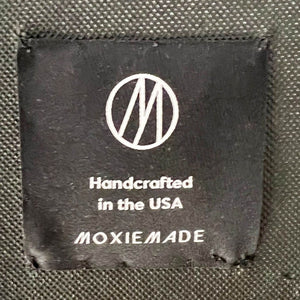 M
Handcrafted
in the USA
MOXIEMADE